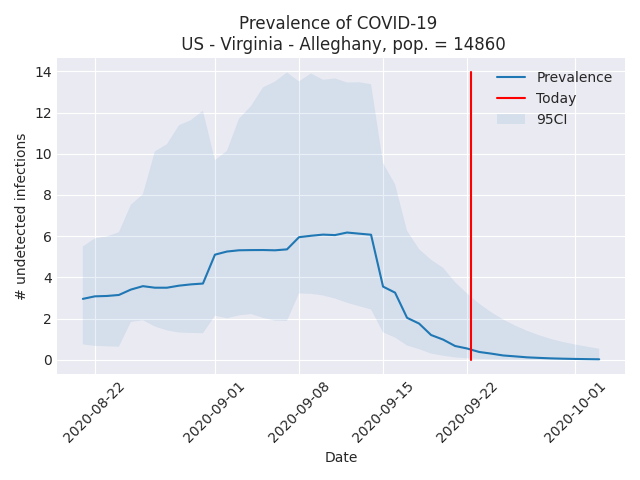 Prevalence of COVID-19
US - Virginia - Alleghany, pop. = 14860
# undetected infections
14
12
10
8
6
4
2
0
Prevalence
Today
95CI
2020-08-22
2020-09-01
2020-09-08
2020-09-15
2020-09-22
2020-10-01
Date